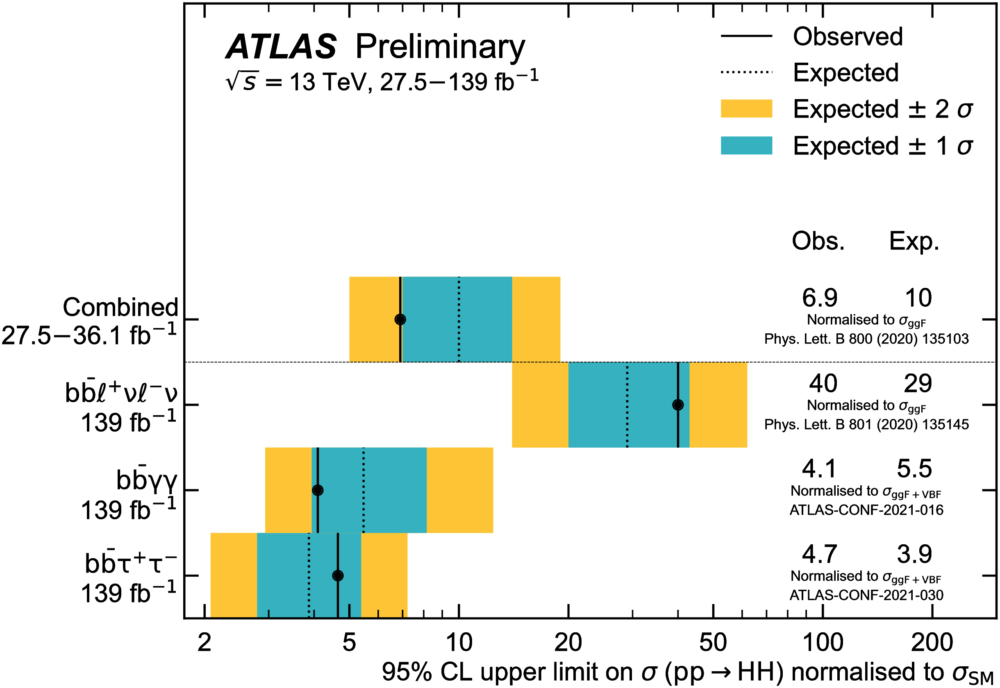 ATLAS Preliminary
√s = 13 TeV, 27.5−139 fb⁻¹
Observed
Expected
Expected ± 2 σ
Expected ± 1 σ
Obs. Exp.
Combined
27.5−36.1 fb⁻¹
6.9 10
Normalised to σ_ggF
Phys. Lett. B 800 (2020) 135103
bb̄ℓ⁺νℓ⁻ν
139 fb⁻¹
40 29
Normalised to σ_ggF
Phys. Lett. B 801 (2020) 135145
bb̄γγ
139 fb⁻¹
4.1 5.5
Normalised to σ_ggF + VBF
ATLAS-CONF-2021-016
bb̄τ⁺τ⁻
139 fb⁻¹
4.7 3.9
Normalised to σ_ggF + VBF
ATLAS-CONF-2021-030
2 5 10 20 50 100 200
95% CL upper limit on σ (pp → HH) normalised to σ_SM